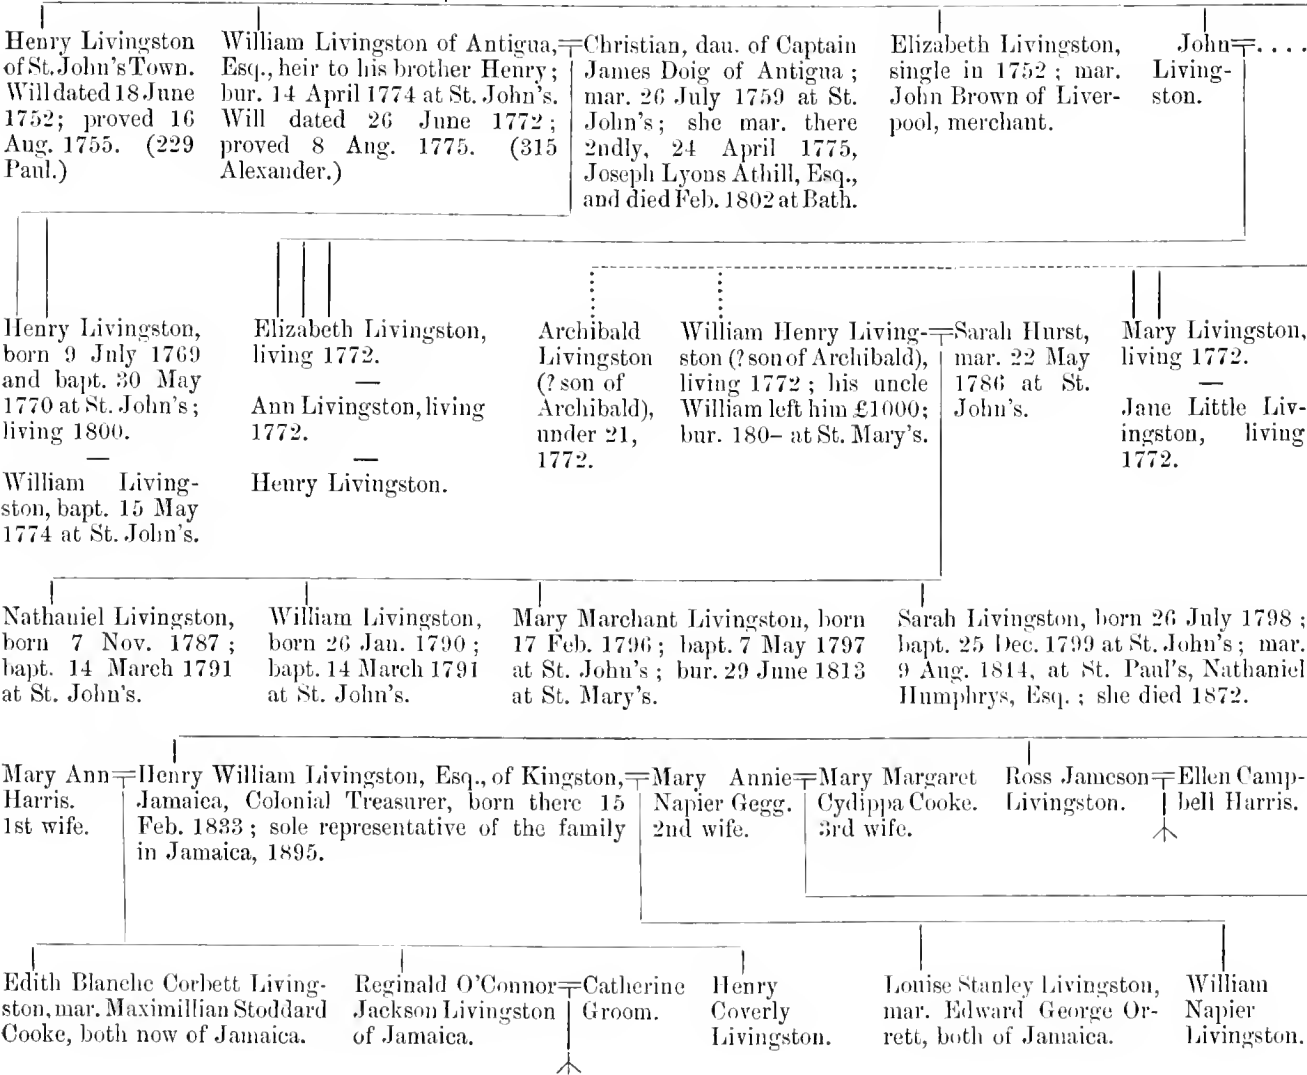 Henry Livingston
of St. John's Town.
Will dated 18 June
1752; proved 16
Aug. 1755. (229
Paul.)
William Livingston of Antigua,
Esq., heir to his brother Henry;
bur. 14 April 1774 at St. John's.
Will dated 26 June 1772;
proved 8 Aug. 1775. (315
Alexander.)
Christian, dau. of Captain
James Doig of Antigua;
mar. 26 July 1759 at St.
John's; she mar. there
2ndly, 24 April 1775,
Joseph Lyons Athill, Esq.,
and died Feb. 1802 at Bath.
Elizabeth Livingston,
single in 1752; mar.
John Brown of Liver-
pool, merchant.
John=....
Living-
ston.
Henry Livingston,
born 9 July 1769
and bapt. 30 May
1770 at St. John's;
living 1800.
—
William Living-
ston, bapt. 15 May
1774 at St. John's.
Elizabeth Livingston,
living 1772.
—
Ann Livingston, living
1772.
—
Henry Livingston.
Archibald
Livingston
(? son of
Archibald),
under 21,
1772.
William Henry Living-
ston (? son of Archibald),
living 1772; his uncle
William left him £1000;
bur. 180– at St. Mary's.
Sarah Hurst,
mar. 22 May
1786 at St.
John's.
Mary Livingston,
living 1772.
—
Jane Little Liv-
ingston, living
1772.
Nathaniel Livingston,
born 7 Nov. 1787;
bapt. 14 March 1791
at St. John's.
William Livingston,
born 26 Jan. 1790;
bapt. 14 March 1791
at St. John's.
Mary Marchant Livingston, born
17 Feb. 1796; bapt. 7 May 1797
at St. John's; bur. 29 June 1813
at St. Mary's.
Sarah Livingston, born 26 July 1798;
bapt. 25 Dec. 1799 at St. John's; mar.
9 Aug. 1814, at St. Paul's, Nathaniel
Humphrys, Esq.; she died 1872.
Mary Ann
Harris.
1st wife.
Henry William Livingston, Esq., of Kingston,
Jamaica, Colonial Treasurer, born there 15
Feb. 1833; sole representative of the family
in Jamaica, 1895.
Mary Annie
Napier Gegg.
2nd wife.
Mary Margaret
Cydippa Cooke.
3rd wife.
Ross Jameson
Livingston.
Ellen Camp-
bell Harris.
Edith Blanche Corbett Living-
ston, mar. Maximillian Stoddard
Cooke, both now of Jamaica.
Reginald O'Connor
Jackson Livingston
of Jamaica.
Catherine
Groom.
Henry
Coverly
Livingston.
Louise Stanley Livingston,
mar. Edward George Or-
rett, both of Jamaica.
William
Napier
Livingston.